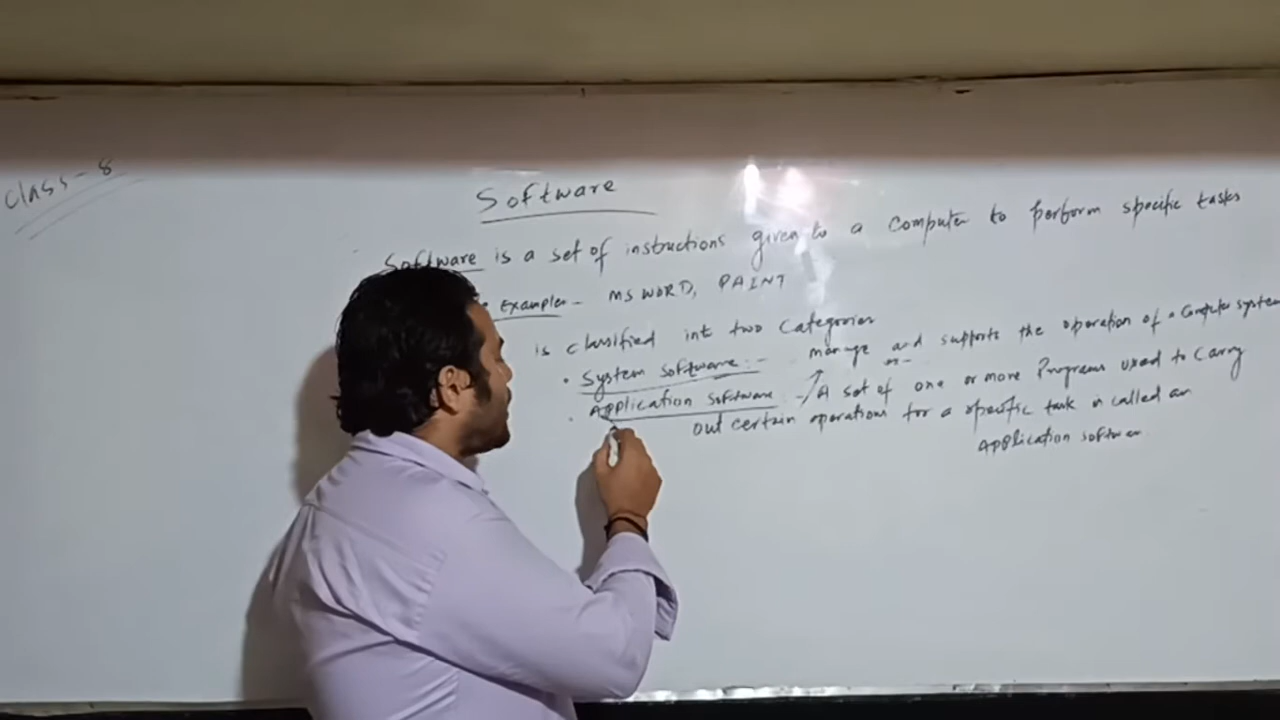 Class-8
Software
Software is a set of instructions given to a computer to perform specific tasks
Examples - MS WORD, PAINT
is classified into two Categories
• System Software :- manage and supports the operation of a Computer system
• Application Software - A set of one or more Programs used to Carry
out certain operations for a specific task is called an
Application software